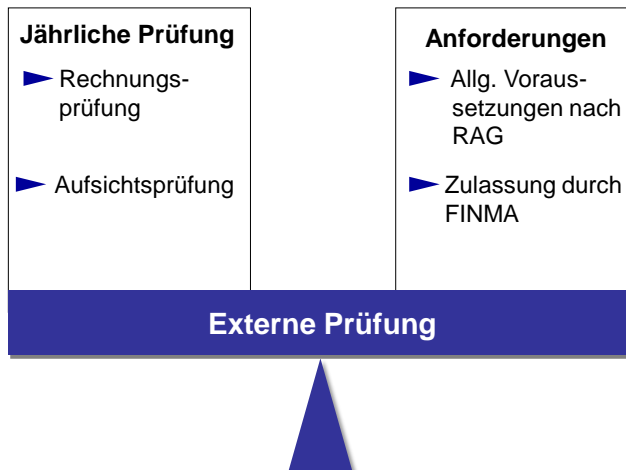 Jährliche Prüfung
Rechnungs-
prüfung
Aufsichtsprüfung
Anforderungen
Allg. Voraus-
setzungen nach
RAG
Zulassung durch
FINMA
Externe Prüfung